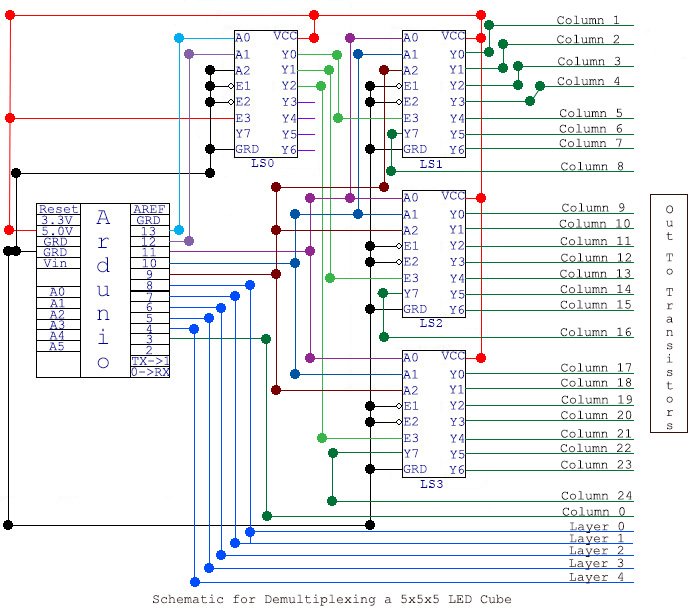 Column 1
Column 2
Column 3
Column 4
Column 5
Column 6
Column 7
Column 8
Column 9
Column 10
Column 11
Column 12
Column 13
Column 14
Column 15
Column 16
Column 17
Column 18
Column 19
Column 20
Column 21
Column 22
Column 23
Column 24
Column 0
Layer 0
Layer 1
Layer 2
Layer 3
Layer 4
A0 VCC
A1 Y0
A2 Y1
E1 Y2
E2 Y3
E3 Y4
Y7 Y5
GRD Y6
LS0
A0 VCC
A1 Y0
A2 Y1
E1 Y2
E2 Y3
E3 Y4
Y7 Y5
GRD Y6
LS1
A0 VCC
A1 Y0
A2 Y1
E1 Y2
E2 Y3
E3 Y4
Y7 Y5
GRD Y6
LS2
A0 VCC
A1 Y0
A2 Y1
E1 Y2
E2 Y3
E3 Y4
Y7 Y5
GRD Y6
LS3
Reset
3.3V
5.0V
GRD
GRD
Vin
A0
A1
A2
A3
A4
A5
Ardunio
AREF
GRD
13
12
11
10
9
8
7
6
5
4
3
2
TX->1
0->RX
Out To Transistors
Schematic for Demultiplexing a 5x5x5 LED Cube